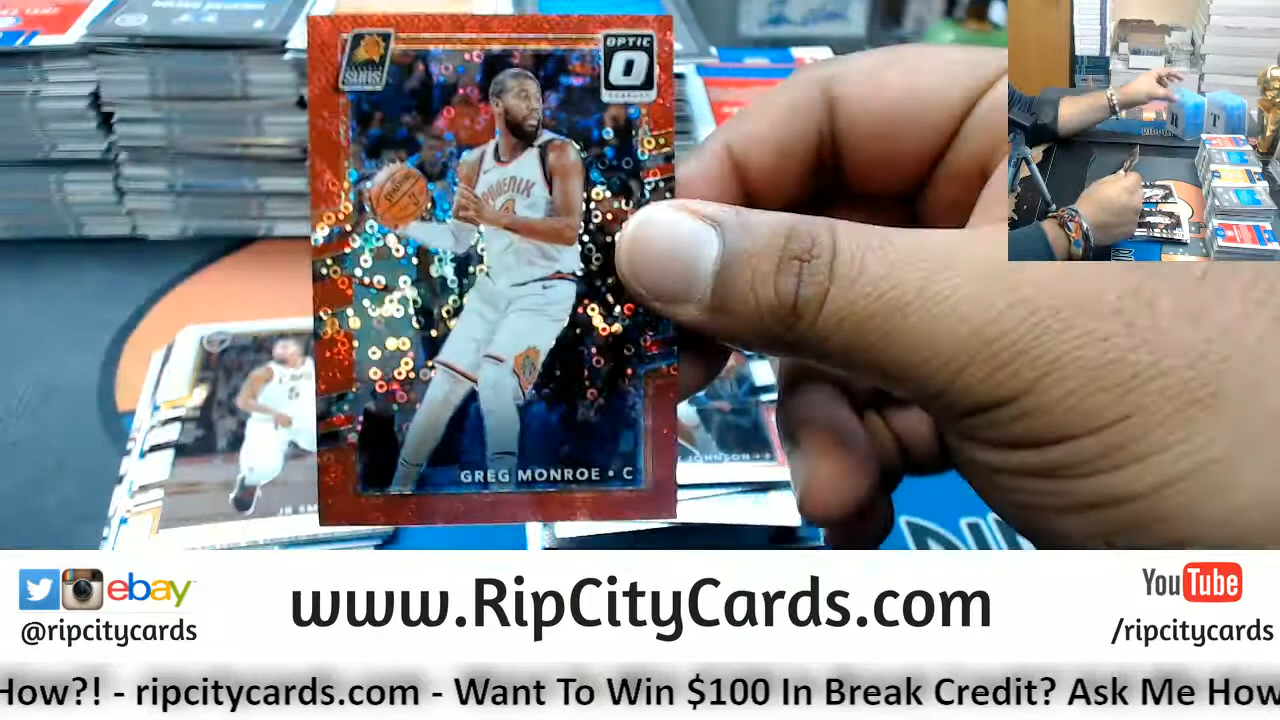 SUNS
OPTIC
PHOENIX
4
GREG MONROE • C
JOHNSON
R
T
ebay
@ripcitycards
www.RipCityCards.com
YouTube
/ripcitycards
How?! - ripcitycards.com - Want To Win $100 In Break Credit? Ask Me How